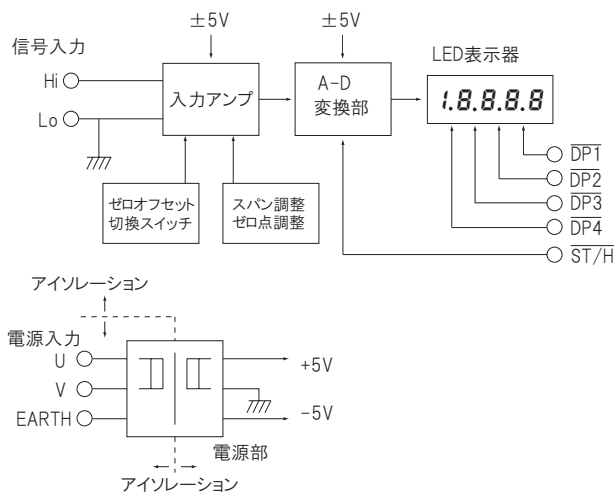 ±5V
±5V
信号入力
LED表示器
Hi
入力アンプ
A-D
変換部
1.8.8.8.8
Lo
DP1
DP2
DP3
DP4
ST/H
ゼロオフセット
切換スイッチ
スパン調整
ゼロ点調整
アイソレーション
電源入力
U
+5V
V
EARTH
-5V
電源部
アイソレーション